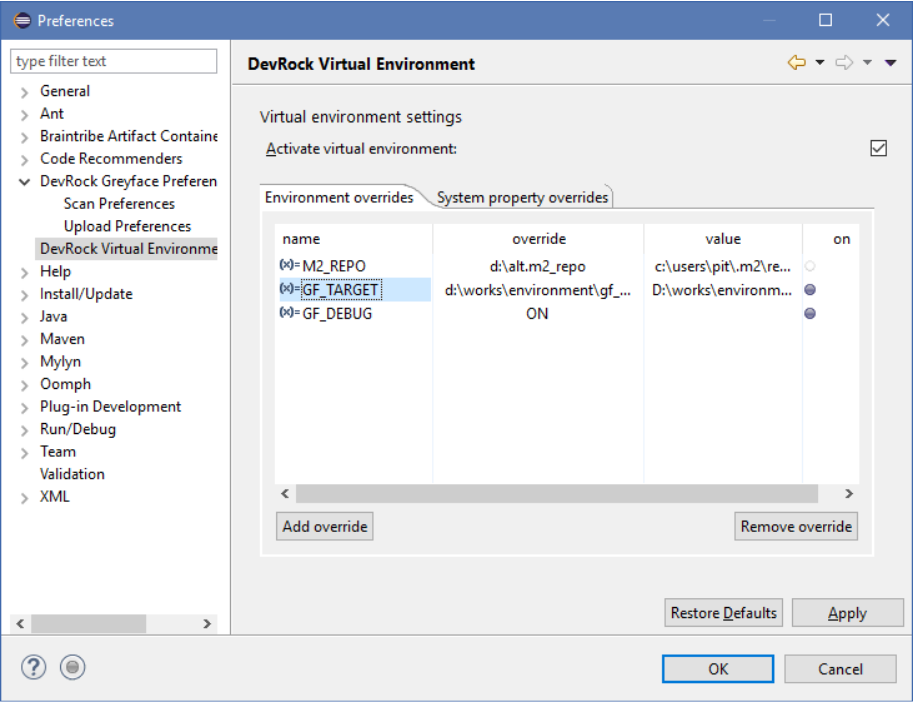 Preferences
type filter text
General
Ant
Braintribe Artifact Containe
Code Recommenders
DevRock Greyface Preferen
Scan Preferences
Upload Preferences
DevRock Virtual Environme
Help
Install/Update
Java
Maven
Mylyn
Oomph
Plug-in Development
Run/Debug
Team
Validation
XML
DevRock Virtual Environment
Virtual environment settings
Activate virtual environment:
Environment overrides System property overrides
name override value on
(x)= M2_REPO d:\alt.m2_repo c:\users\pit\.m2\re...
(x)= GF_TARGET d:\works\environment\gf_... D:\works\environm...
(x)= GF_DEBUG ON
Add override Remove override
Restore Defaults Apply
? OK Cancel